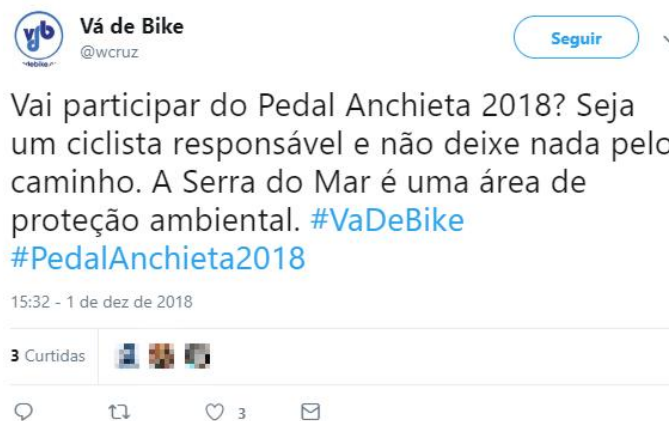 Vá de Bike
@wcruz
Seguir
Vai participar do Pedal Anchieta 2018? Seja
um ciclista responsável e não deixe nada pelo
caminho. A Serra do Mar é uma área de
proteção ambiental. #VaDeBike
#PedalAnchieta2018
15:32 - 1 de dez de 2018
3 Curtidas
3